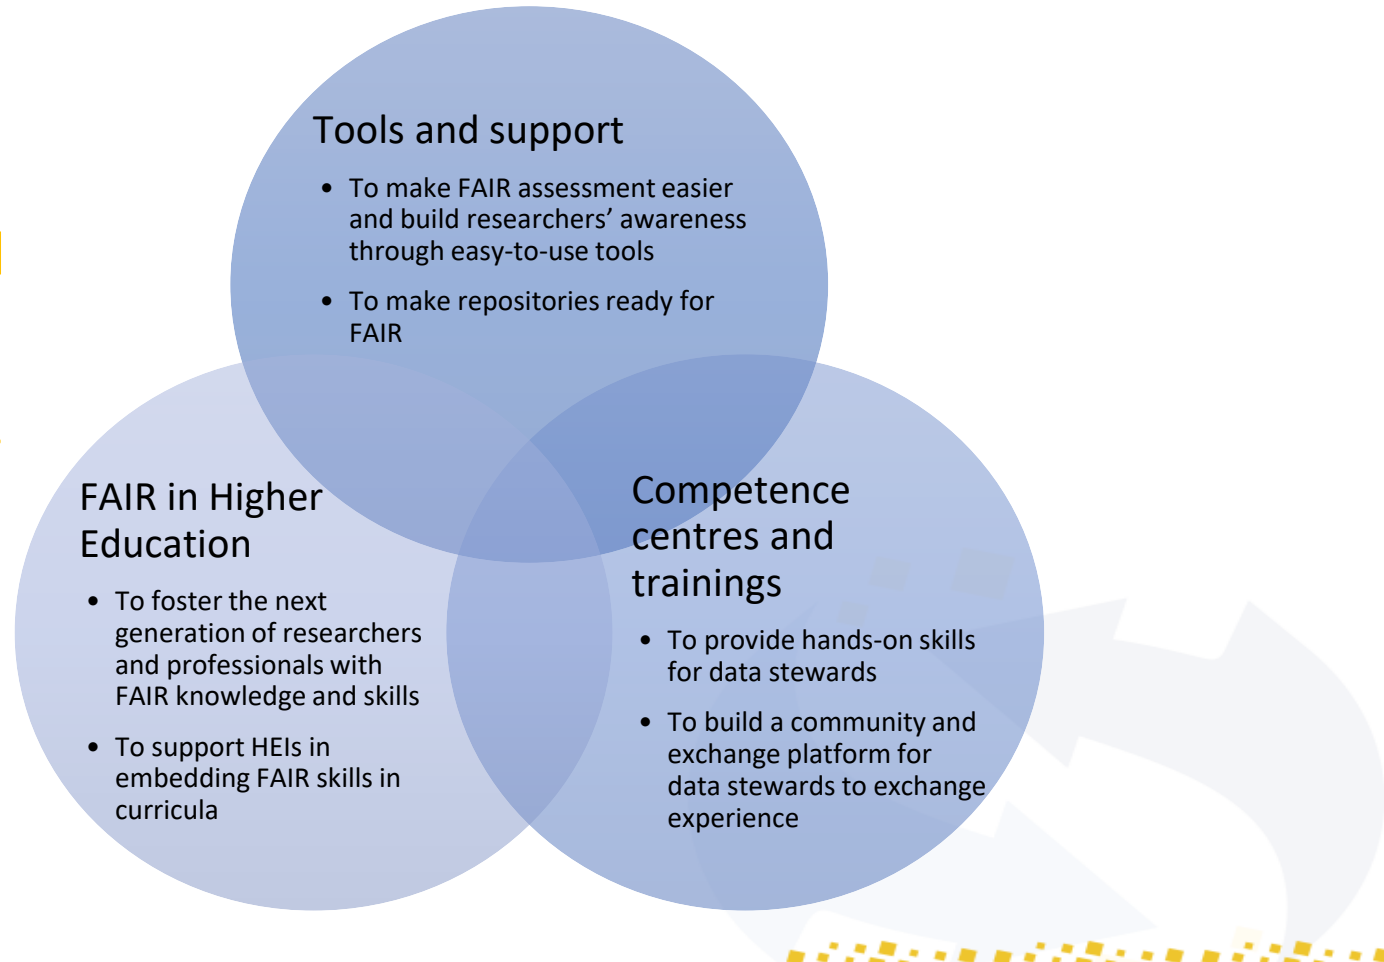 Tools and support
• To make FAIR assessment easier
and build researchers’ awareness
through easy-to-use tools
• To make repositories ready for
FAIR
FAIR in Higher
Education
• To foster the next
generation of researchers
and professionals with
FAIR knowledge and skills
• To support HEIs in
embedding FAIR skills in
curricula
Competence
centres and
trainings
• To provide hands-on skills
for data stewards
• To build a community and
exchange platform for
data stewards to exchange
experience